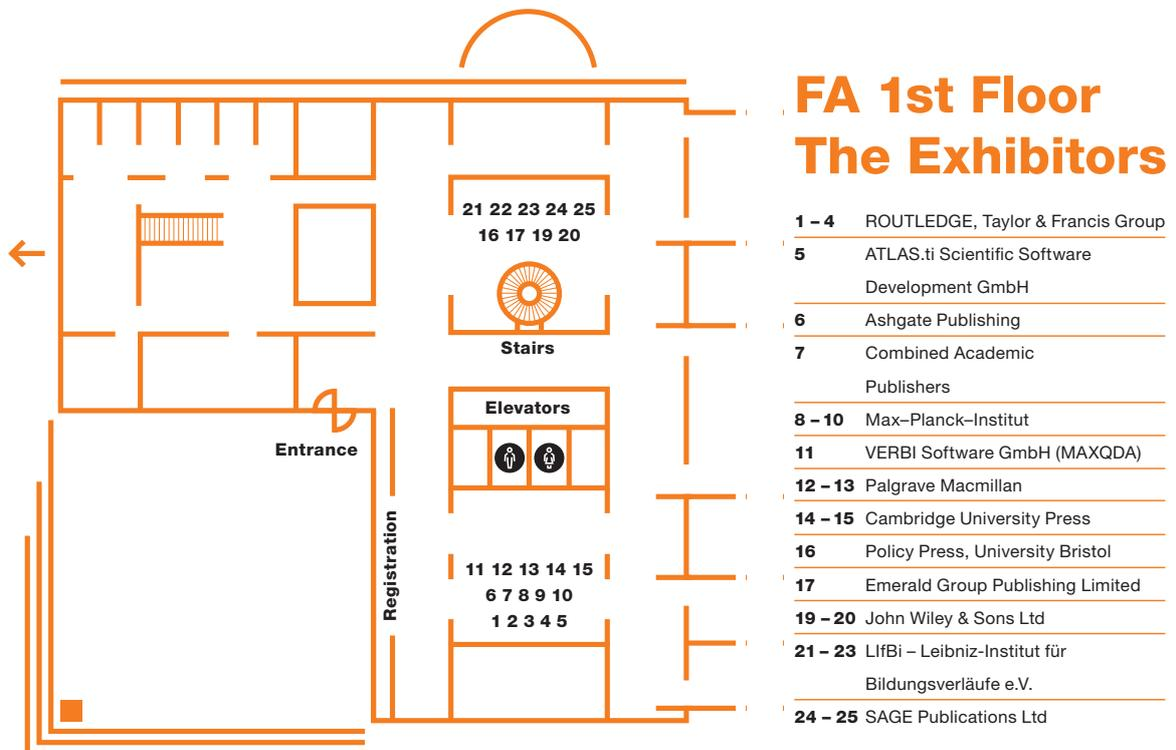 FA 1st Floor
The Exhibitors
21 22 23 24 25
16 17 19 20
Stairs
Elevators
Entrance
Registration
11 12 13 14 15
6 7 8 9 10
1 2 3 4 5
1 – 4 ROUTLEDGE, Taylor & Francis Group
5 ATLAS.ti Scientific Software
Development GmbH
6 Ashgate Publishing
7 Combined Academic
Publishers
8 – 10 Max–Planck–Institut
11 VERBI Software GmbH (MAXQDA)
12 – 13 Palgrave Macmillan
14 – 15 Cambridge University Press
16 Policy Press, University Bristol
17 Emerald Group Publishing Limited
19 – 20 John Wiley & Sons Ltd
21 – 23 LIfBi – Leibniz-Institut für
Bildungsverläufe e.V.
24 – 25 SAGE Publications Ltd